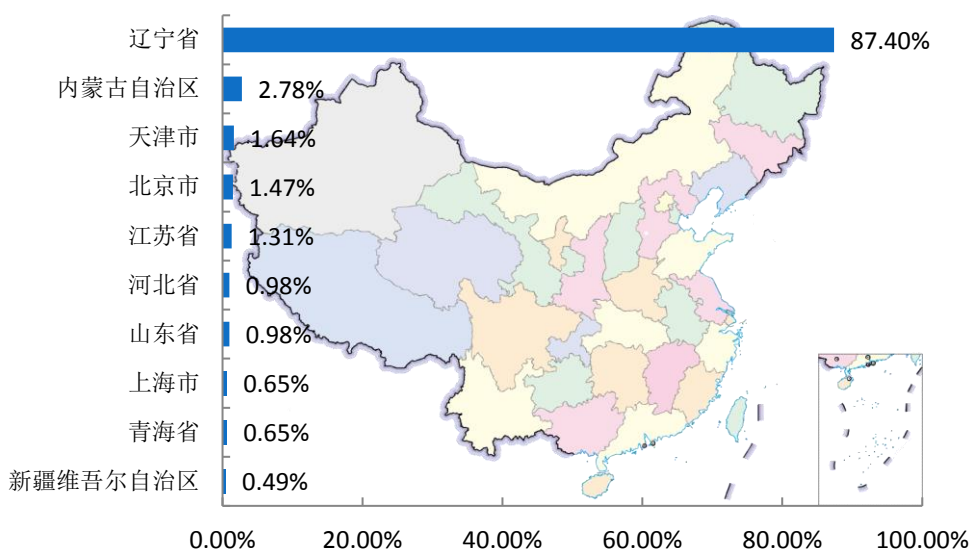 辽宁省 87.40%
内蒙古自治区 2.78%
天津市 1.64%
北京市 1.47%
江苏省 1.31%
河北省 0.98%
山东省 0.98%
上海市 0.65%
青海省 0.65%
新疆维吾尔自治区 0.49%
0.00% 20.00% 40.00% 60.00% 80.00% 100.00%